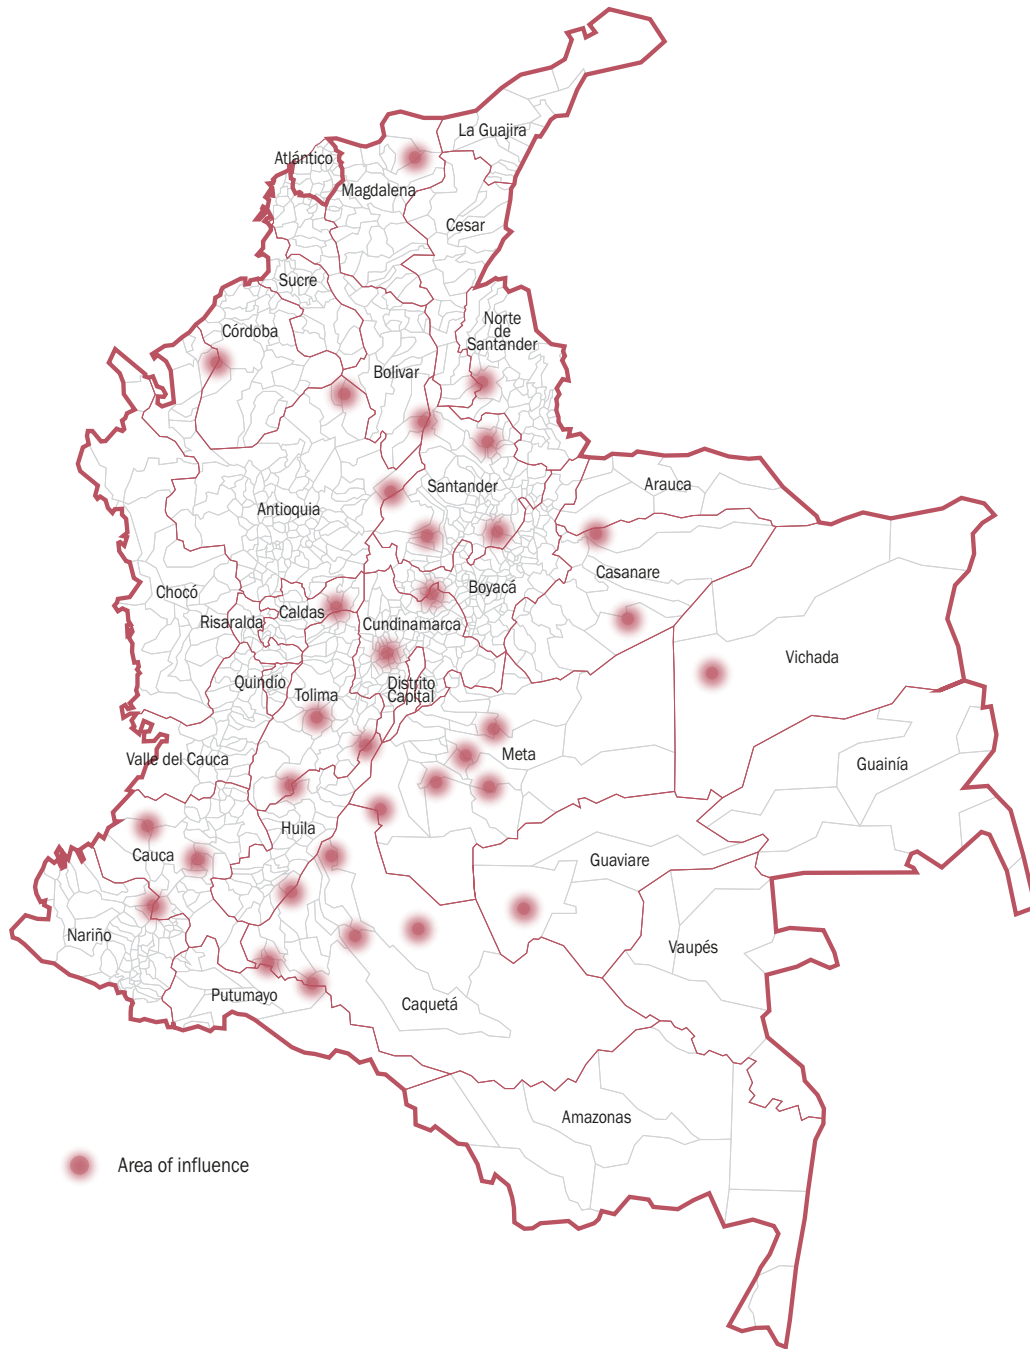 La Guajira
Atlántico
Magdalena
Cesar
Sucre
Norte
de
Santander
Córdoba
Bolivar
Santander
Arauca
Antioquia
Casanare
Boyacá
Chocó
Caldas
Risaralda
Cundinamarca
Vichada
Quindío
Distrito
Capital
Tolima
Meta
Valle del Cauca
Guainía
Huila
Cauca
Guaviare
Nariño
Vaupés
Putumayo
Caquetá
Amazonas
Area of influence